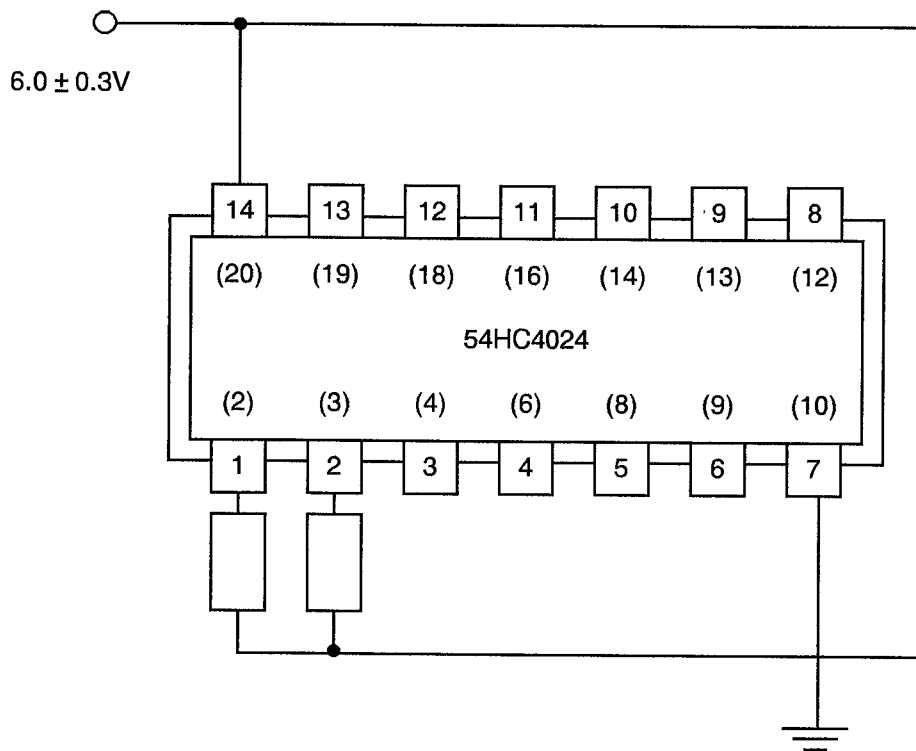 6.0 ± 0.3V
14 13 12 11 10 9 8
(20) (19) (18) (16) (14) (13) (12)
54HC4024
(2) (3) (4) (6) (8) (9) (10)
1 2 3 4 5 6 7